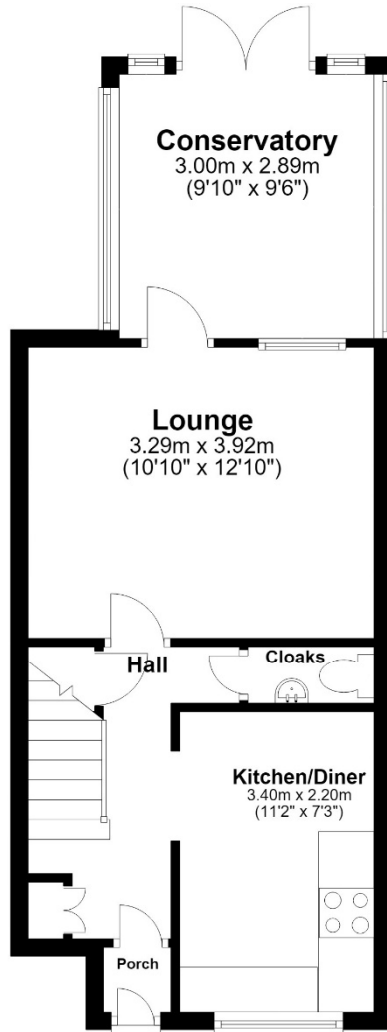 Conservatory
3.00m x 2.89m
(9'10" x 9'6")
Lounge
3.29m x 3.92m
(10'10" x 12'10")
Hall
Cloaks
Kitchen/Diner
3.40m x 2.20m
(11'2" x 7'3")
Porch